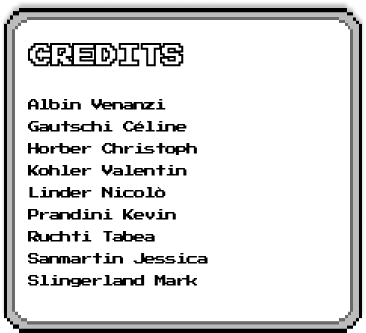 CREDITS
Albin Venanzi
Gautschi Céline
Horber Christoph
Kohler Valentin
Linder Nicolò
Prandini Kevin
Ruchti Tabea
Sanmartin Jessica
Slingerland Mark